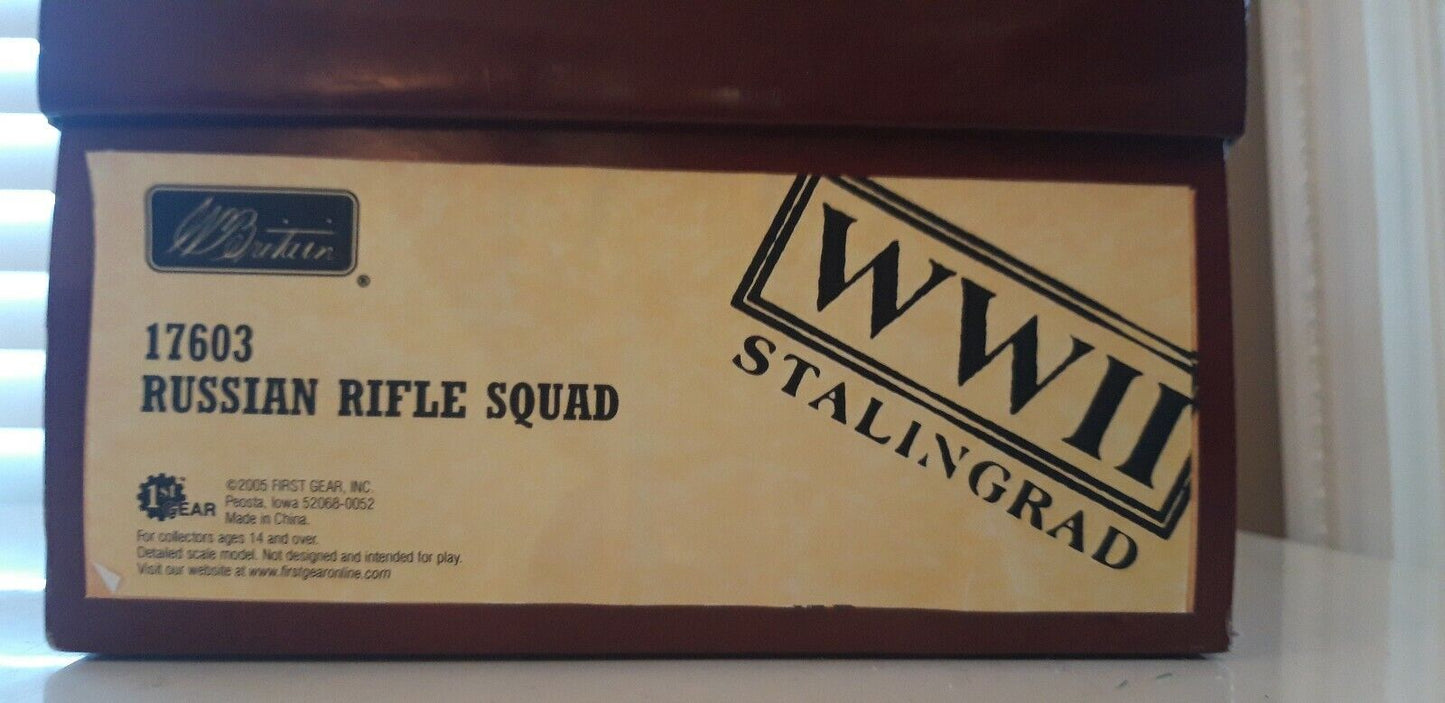 W Britain
®
17603
RUSSIAN RIFLE SQUAD
1st GEAR
©2005 FIRST GEAR, INC.
Peosta, Iowa 52068-0052
Made in China.
For collectors ages 14 and over.
Detailed scale model. Not designed and intended for play.
Visit our website at www.firstgearonline.com
WWII
STALINGRAD